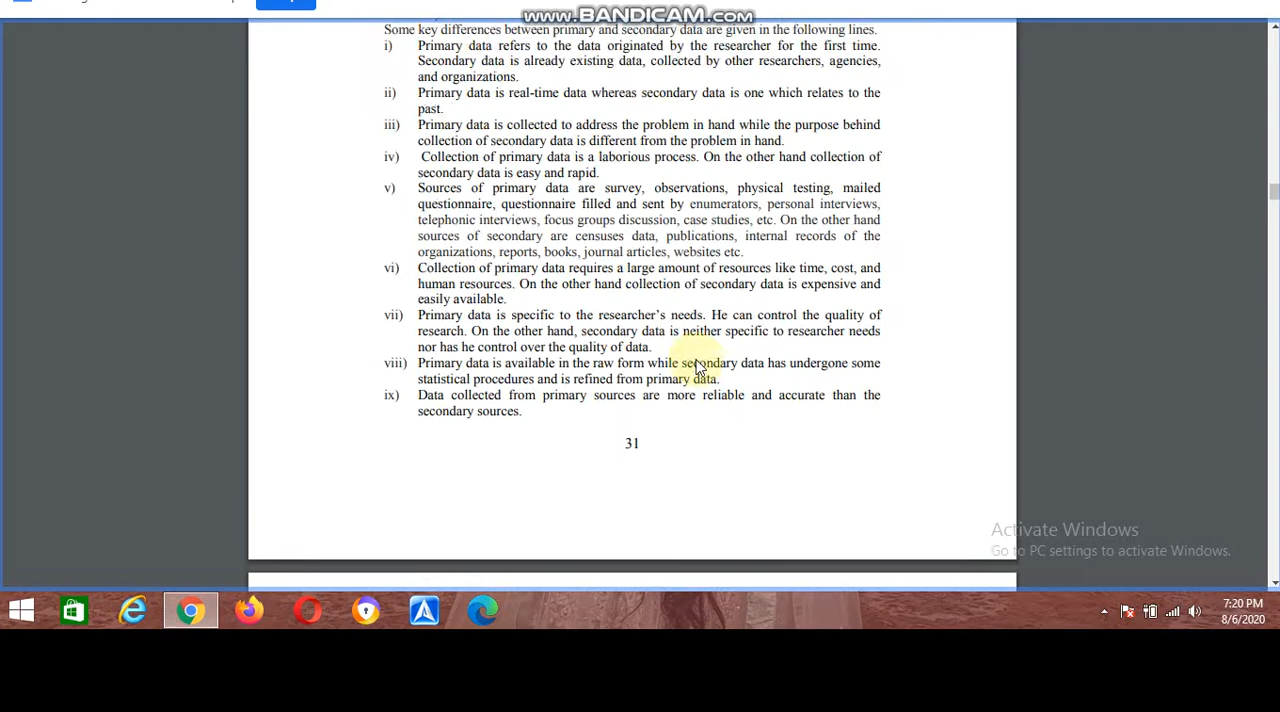 www.BANDICAM.com
Some key differences between primary and secondary data are given in the following lines.
i) Primary data refers to the data originated by the researcher for the first time.
Secondary data is already existing data, collected by other researchers, agencies,
and organizations.
ii) Primary data is real-time data whereas secondary data is one which relates to the
past.
iii) Primary data is collected to address the problem in hand while the purpose behind
collection of secondary data is different from the problem in hand.
iv) Collection of primary data is a laborious process. On the other hand collection of
secondary data is easy and rapid.
v) Sources of primary data are survey, observations, physical testing, mailed
questionnaire, questionnaire filled and sent by enumerators, personal interviews,
telephonic interviews, focus groups discussion, case studies, etc. On the other hand
sources of secondary are censuses data, publications, internal records of the
organizations, reports, books, journal articles, websites etc.
vi) Collection of primary data requires a large amount of resources like time, cost, and
human resources. On the other hand collection of secondary data is expensive and
easily available.
vii) Primary data is specific to the researcher's needs. He can control the quality of
research. On the other hand, secondary data is neither specific to researcher needs
nor has he control over the quality of data.
viii) Primary data is available in the raw form while secondary data has undergone some
statistical procedures and is refined from primary data.
ix) Data collected from primary sources are more reliable and accurate than the
secondary sources.
31
Activate Windows
Go to PC settings to activate Windows.
7:20 PM
8/6/2020